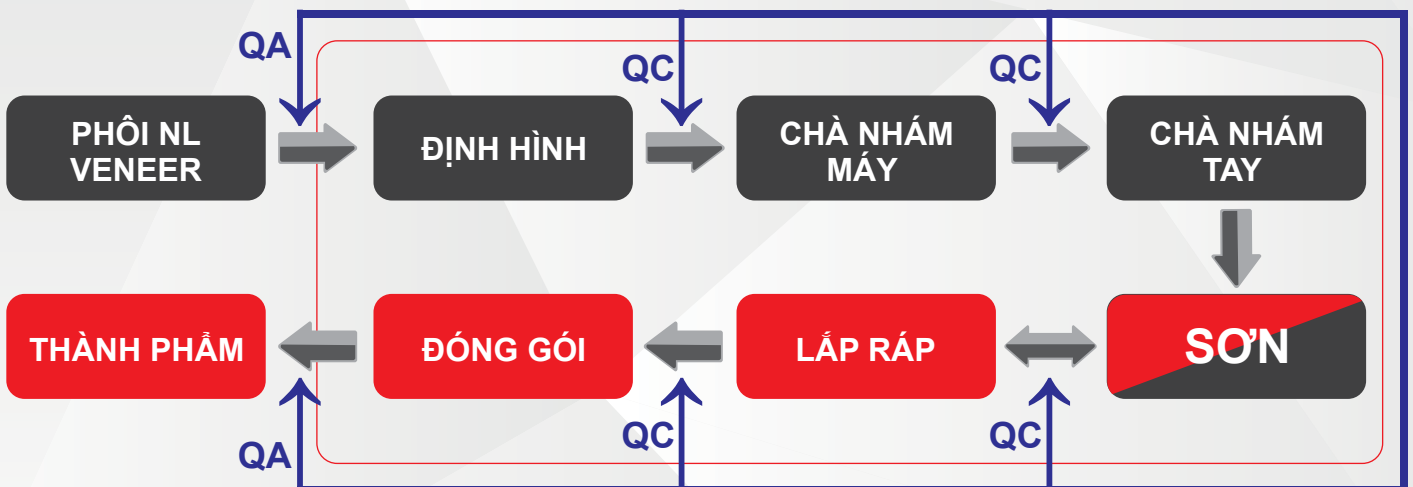 QA
QC
QC
PHÔI NL
VENEER
ĐỊNH HÌNH
CHÀ NHÁM
MÁY
CHÀ NHÁM
TAY
THÀNH PHẨM
ĐÓNG GÓI
LẮP RÁP
SƠN
QA
QC
QC